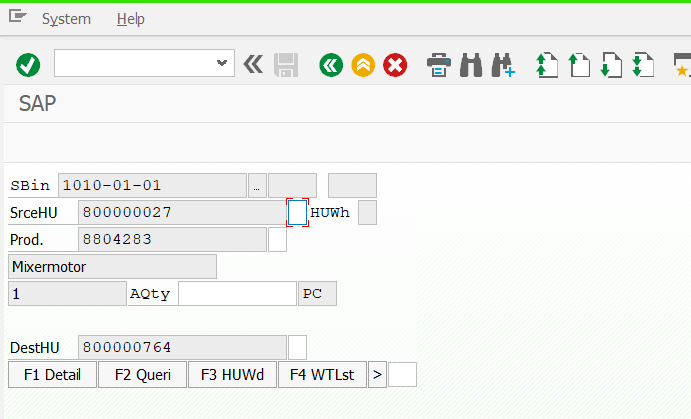 System Help
SAP
SBin 1010-01-01 ...
SrceHU 800000027 HUWh
Prod. 8804283
Mixermotor
1 AQty PC
DestHU 800000764
F1 Detail F2 Queri F3 HUWd F4 WTLst >